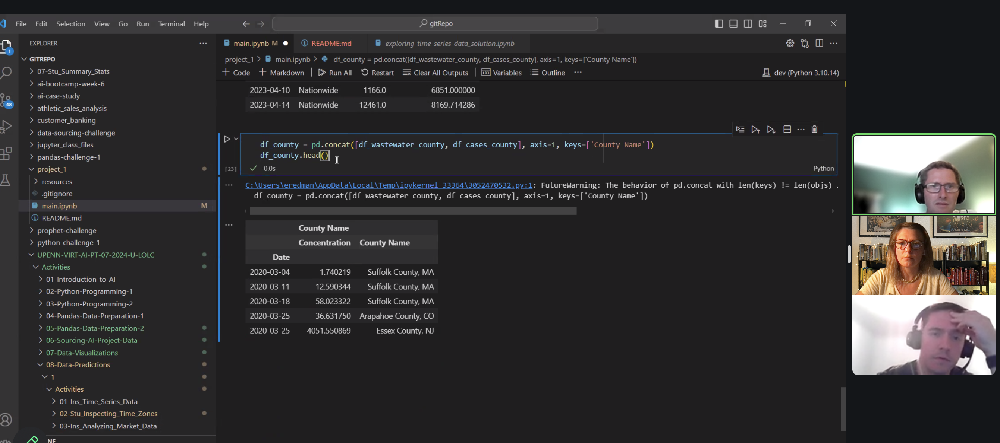 File Edit Selection View Go Run Terminal Help
gitRepo
EXPLORER
GITREPO
07-Stu_Summary_Stats
ai-bootcamp-week-6
ai-case-study
athletic_sales_analysis
customer_banking
data-sourcing-challenge
jupyter_class_files
pandas-challenge-1
project_1
resources
.gitignore
main.ipynb M
README.md
prophet-challenge
python-challenge-1
UPENN-VIRT-AI-PT-07-2024-U-LOLC
Activities
01-Introduction-to-AI
02-Python-Programming-1
03-Python-Programming-2
04-Pandas-Data-Preparation-1
05-Pandas-Data-Preparation-2
06-Sourcing-AI-Project-Data
07-Data-Visualizations
08-Data-Predictions
1
Activities
01-Ins_Time_Series_Data
02-Stu_Inspecting_Time_Zones
03-Ins_Analyzing_Market_Data
1
48
main.ipynb M README.md exploring-time-series-data_solution.ipynb
project_1 > main.ipynb > df_county = pd.concat([df_wastewater_county, df_cases_county], axis=1, keys=['County Name'])
+ Code + Markdown Run All Restart Clear All Outputs Variables Outline ··· dev (Python 3.10.14)
2023-04-10 Nationwide 1166.0 6851.000000
2023-04-14 Nationwide 12461.0 8169.714286
df_county = pd.concat([df_wastewater_county, df_cases_county], axis=1, keys=['County Name'])
df_county.head()
[23] 0.0s Python
C:\Users\eredman\AppData\Local\Temp\ipykernel_33364\3052470532.py:1: FutureWarning: The behavior of pd.concat with len(keys) != len(objs)
df_county = pd.concat([df_wastewater_county, df_cases_county], axis=1, keys=['County Name'])
County Name
Concentration County Name
Date
2020-03-04 1.740219 Suffolk County, MA
2020-03-11 12.590344 Suffolk County, MA
2020-03-18 58.023322 Suffolk County, MA
2020-03-25 36.631750 Arapahoe County, CO
2020-03-25 4051.550869 Essex County, NJ